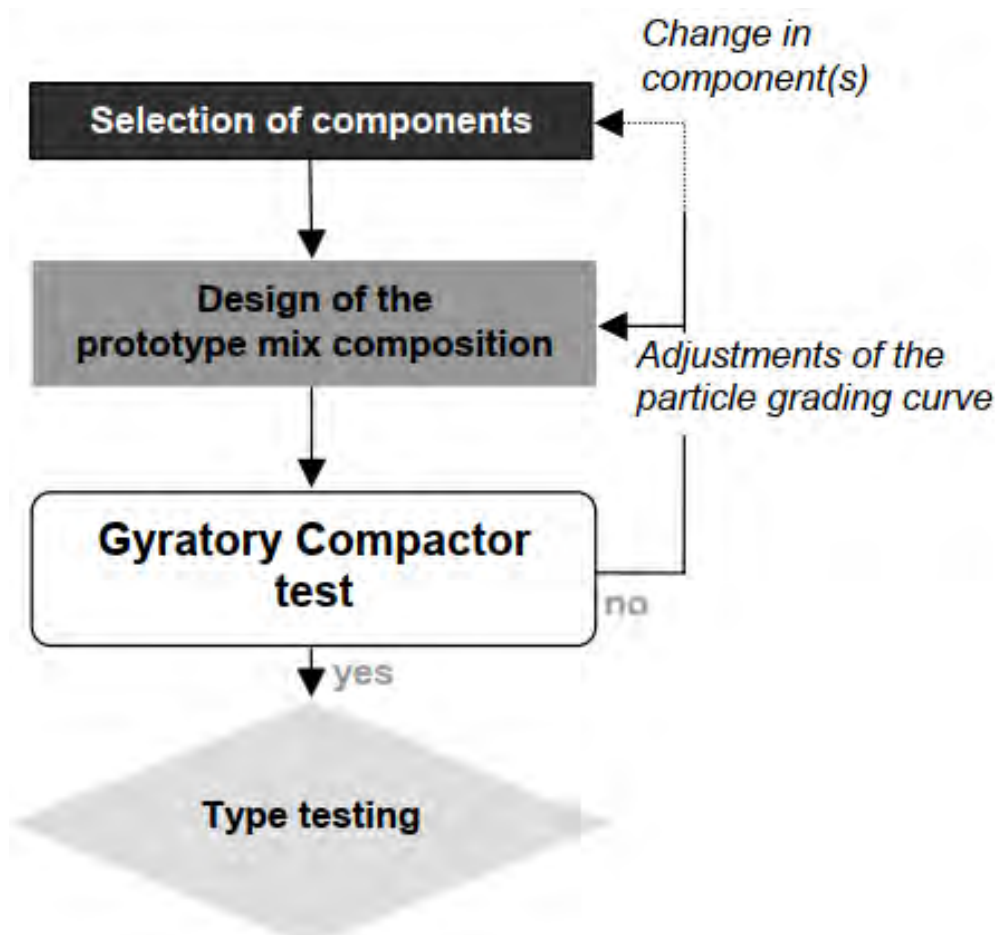 Change in
component(s)
Selection of components
Design of the
prototype mix composition
Adjustments of the
particle grading curve
Gyratory Compactor
test
no
yes
Type testing